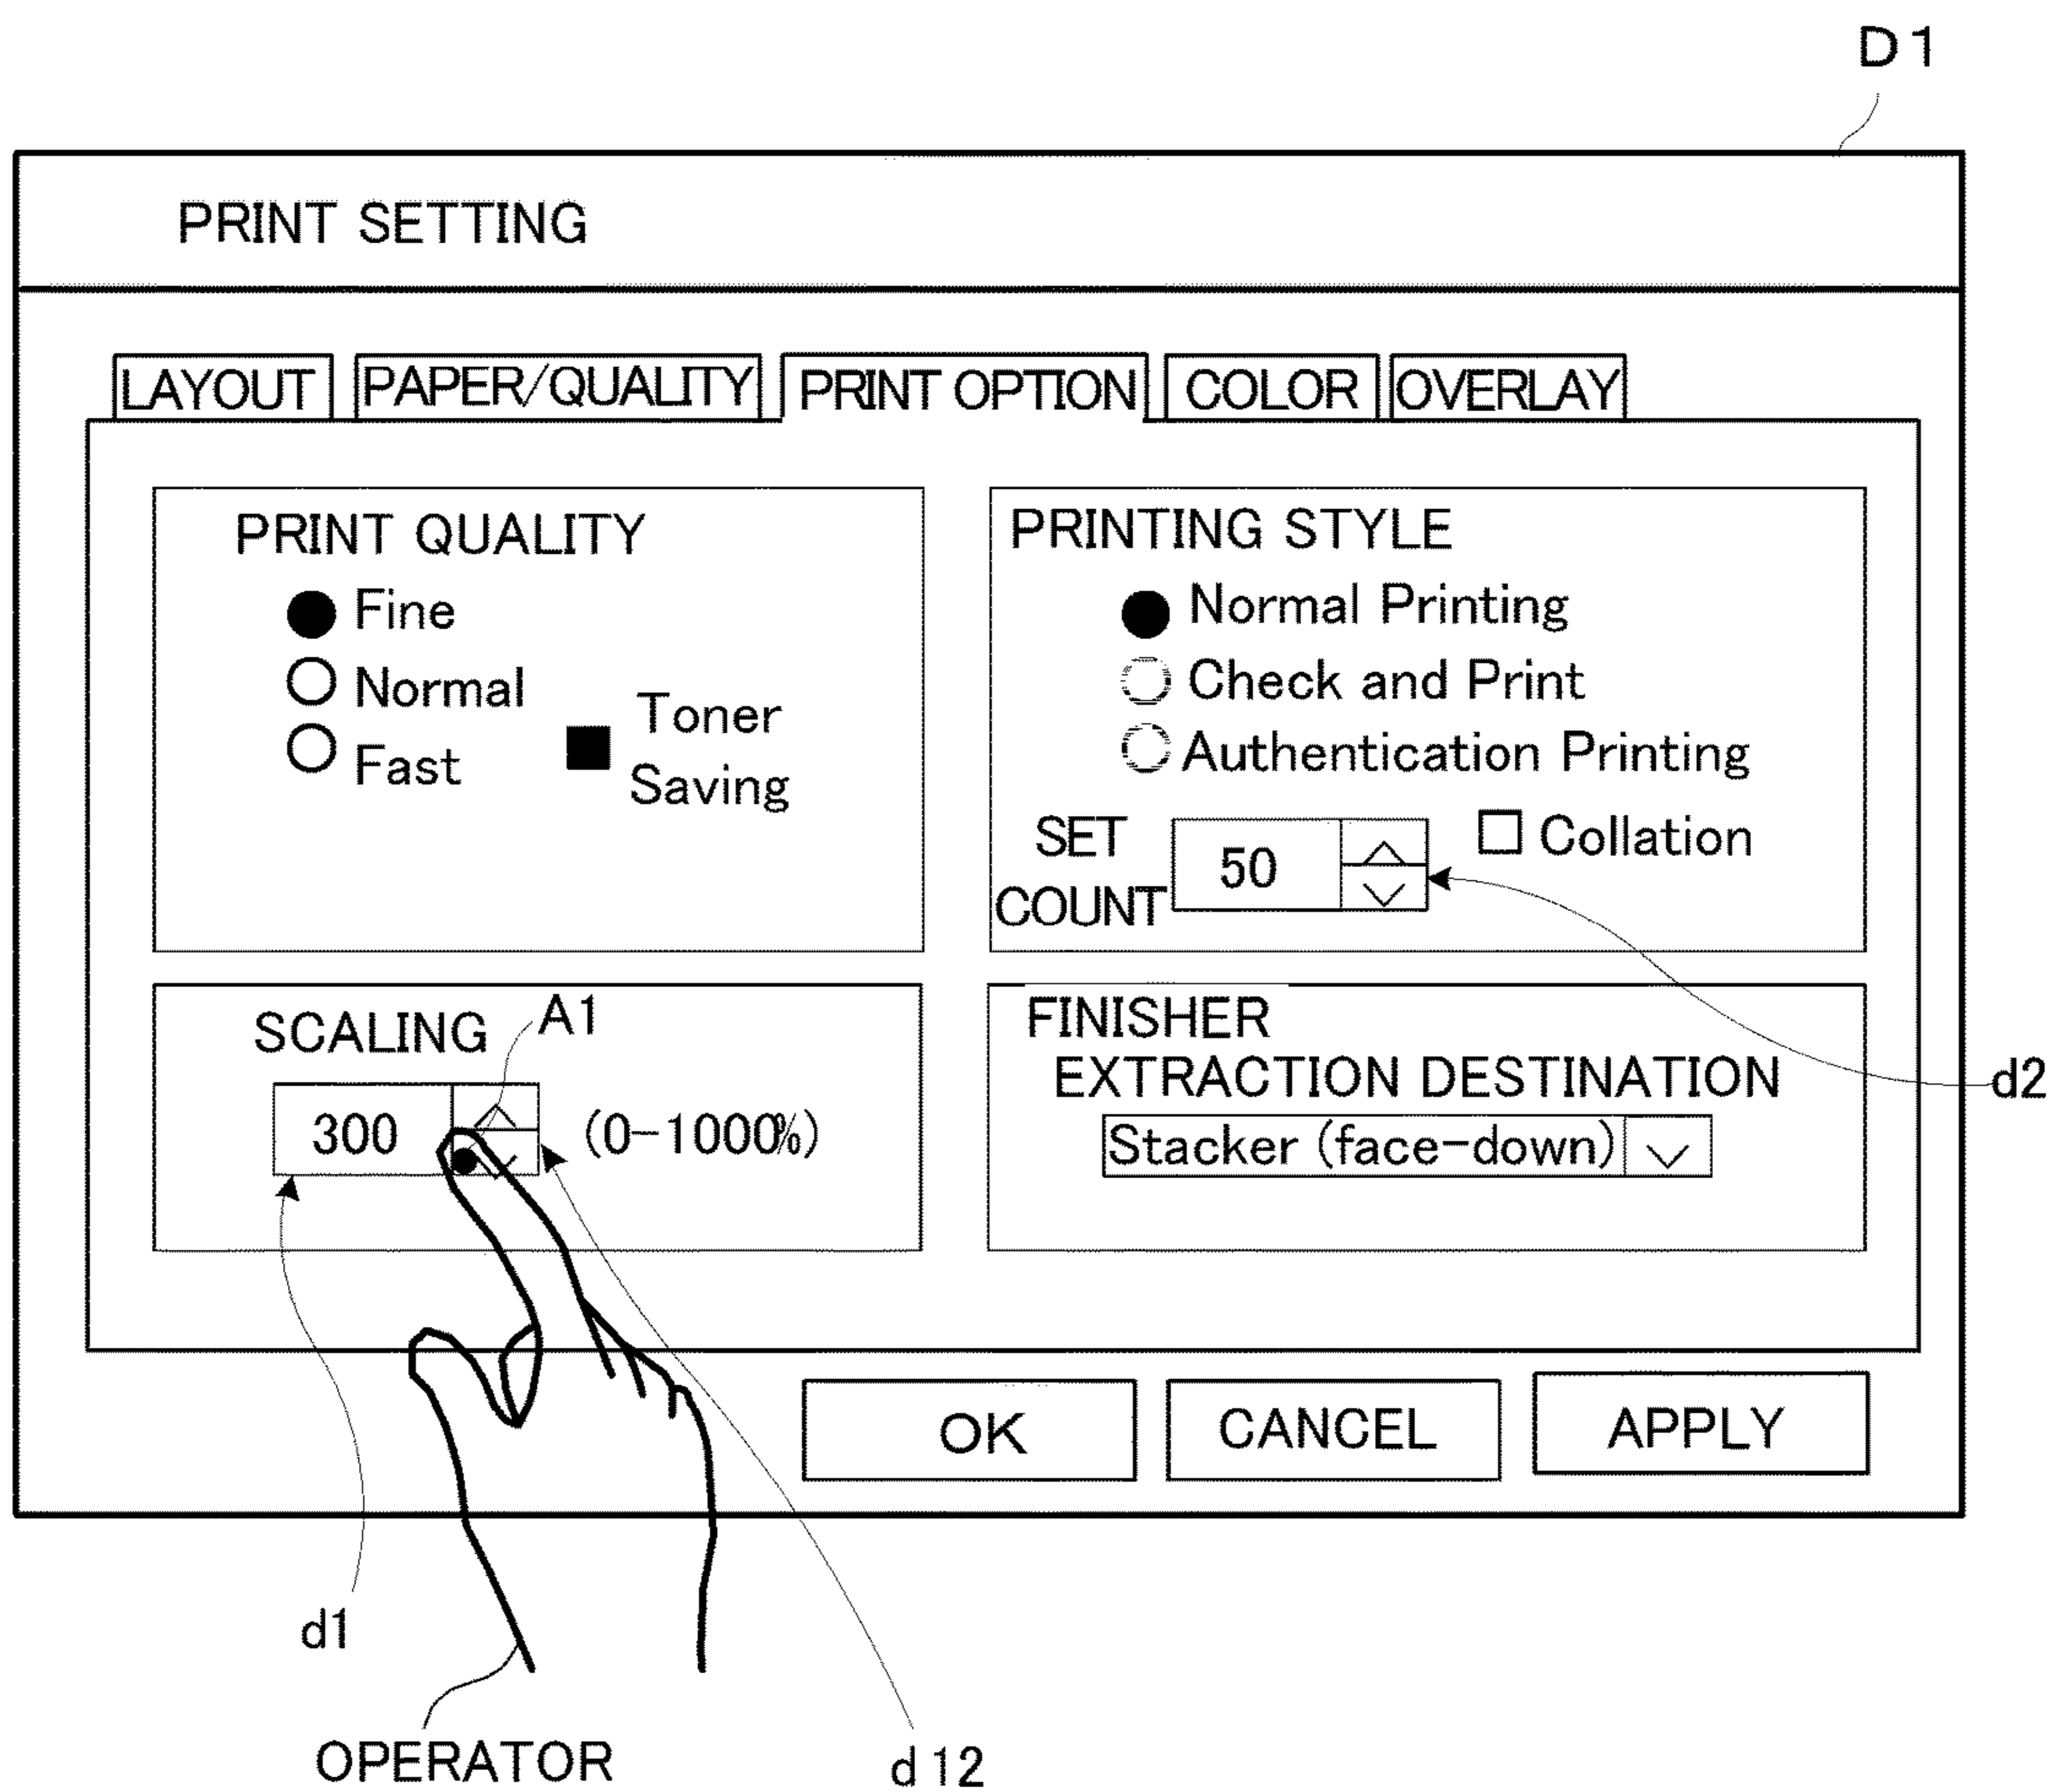 D1
PRINT SETTING
LAYOUT PAPER/QUALITY PRINT OPTION COLOR OVERLAY
PRINT QUALITY
Fine
Normal
Fast
Toner
Saving
PRINTING STYLE
Normal Printing
Check and Print
Authentication Printing
SET
COUNT
50
Collation
d2
SCALING
A1
300
(0-1000%)
FINISHER
EXTRACTION DESTINATION
Stacker (face-down)
OK CANCEL APPLY
d1
OPERATOR
d12